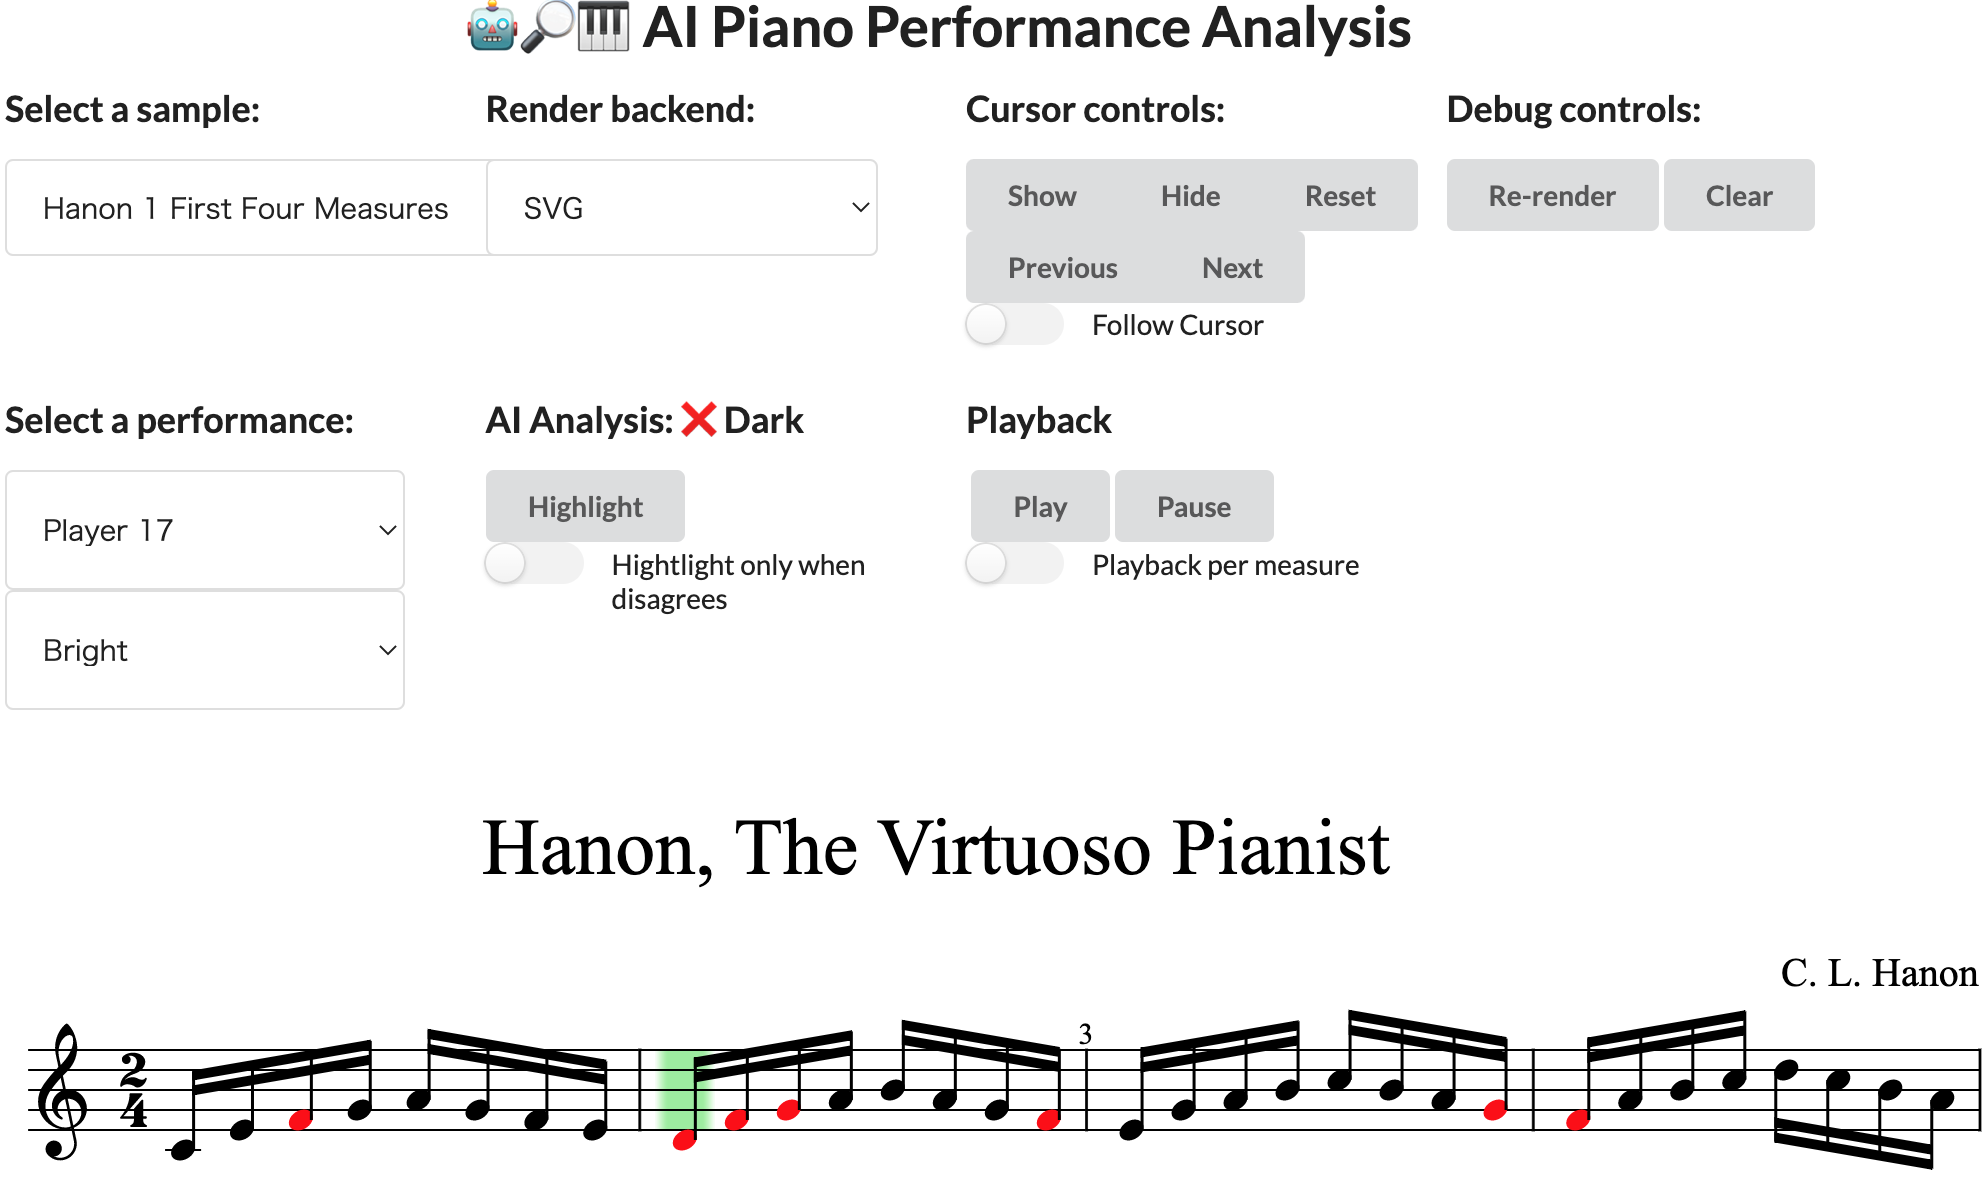 AI Piano Performance Analysis
Select a sample:
Render backend:
Cursor controls:
Debug controls:
Hanon 1 First Four Measures
SVG
Show
Hide
Reset
Re-render
Clear
Previous
Next
Follow Cursor
Select a performance:
AI Analysis: ❌ Dark
Playback
Player 17
Highlight
Play
Pause
Hightlight only when
disagrees
Playback per measure
Bright
Hanon, The Virtuoso Pianist
C. L. Hanon
3
2
4